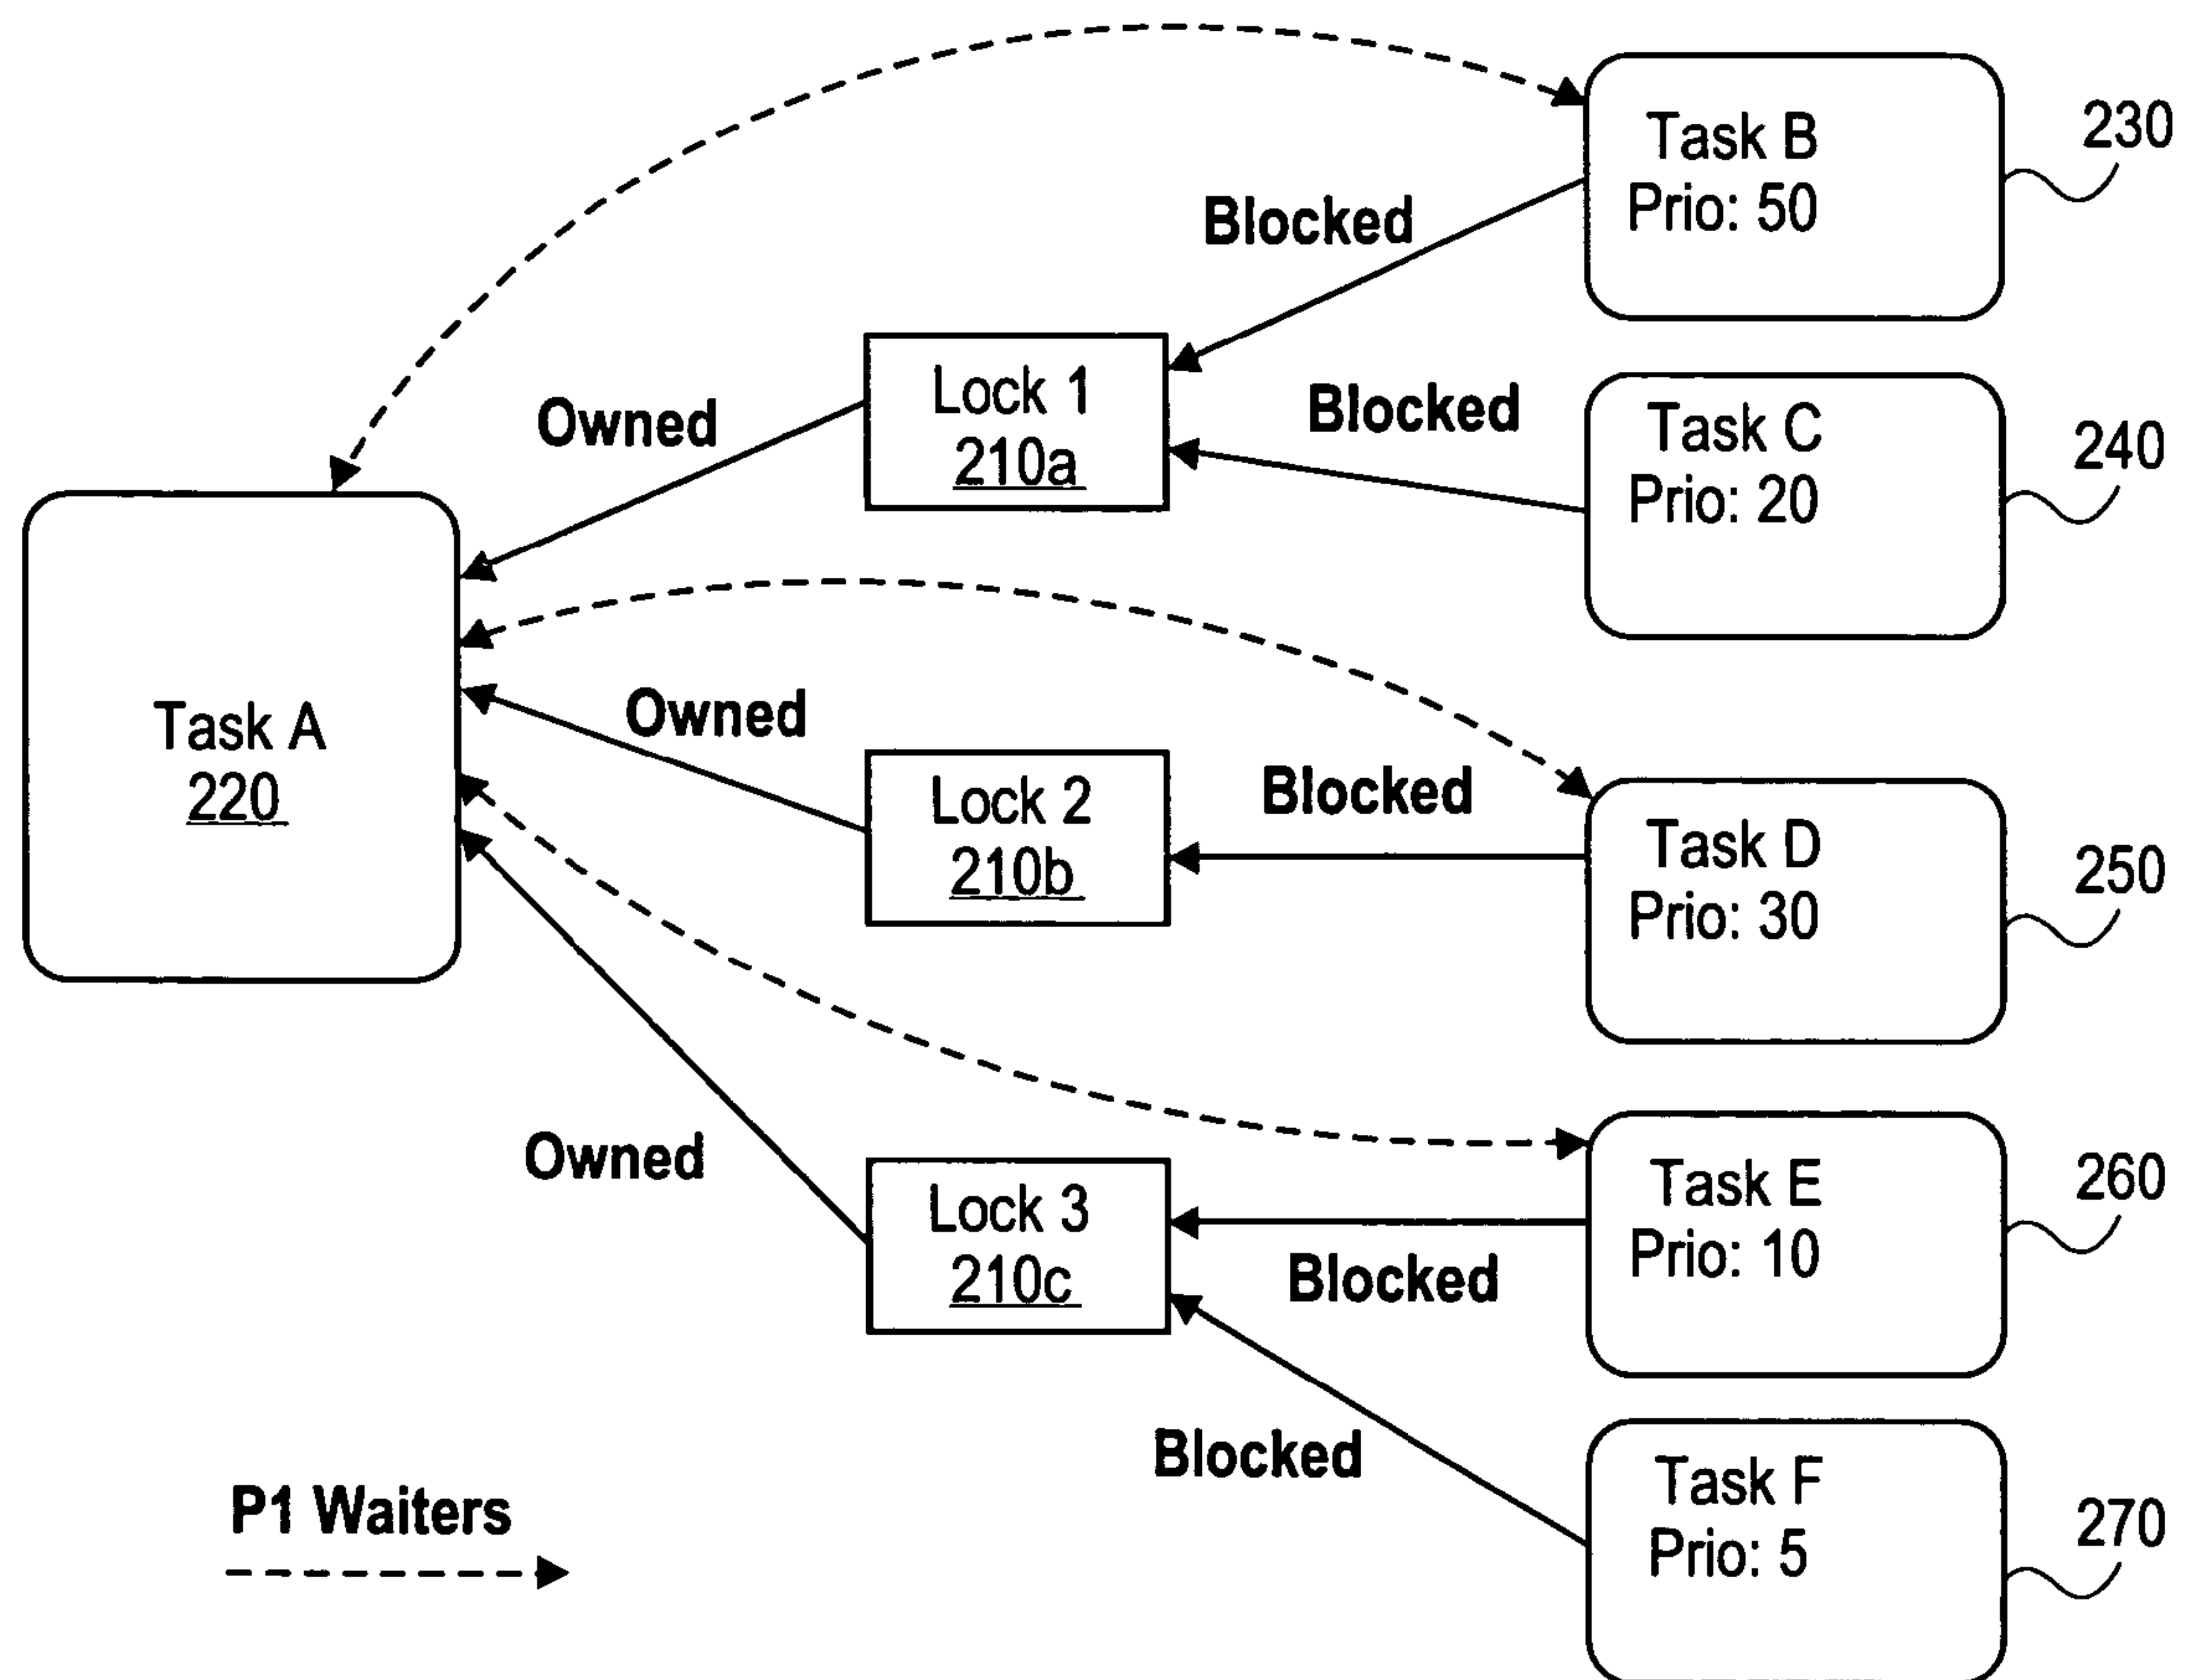 Task B
Prio: 50
230
Blocked
Lock 1
210a
Owned
Blocked
Task C
Prio: 20
240
Task A
220
Owned
Lock 2
210b
Blocked
Task D
Prio: 30
250
Owned
Lock 3
210c
Blocked
Task E
Prio: 10
260
Blocked
Task F
Prio: 5
270
P1 Waiters